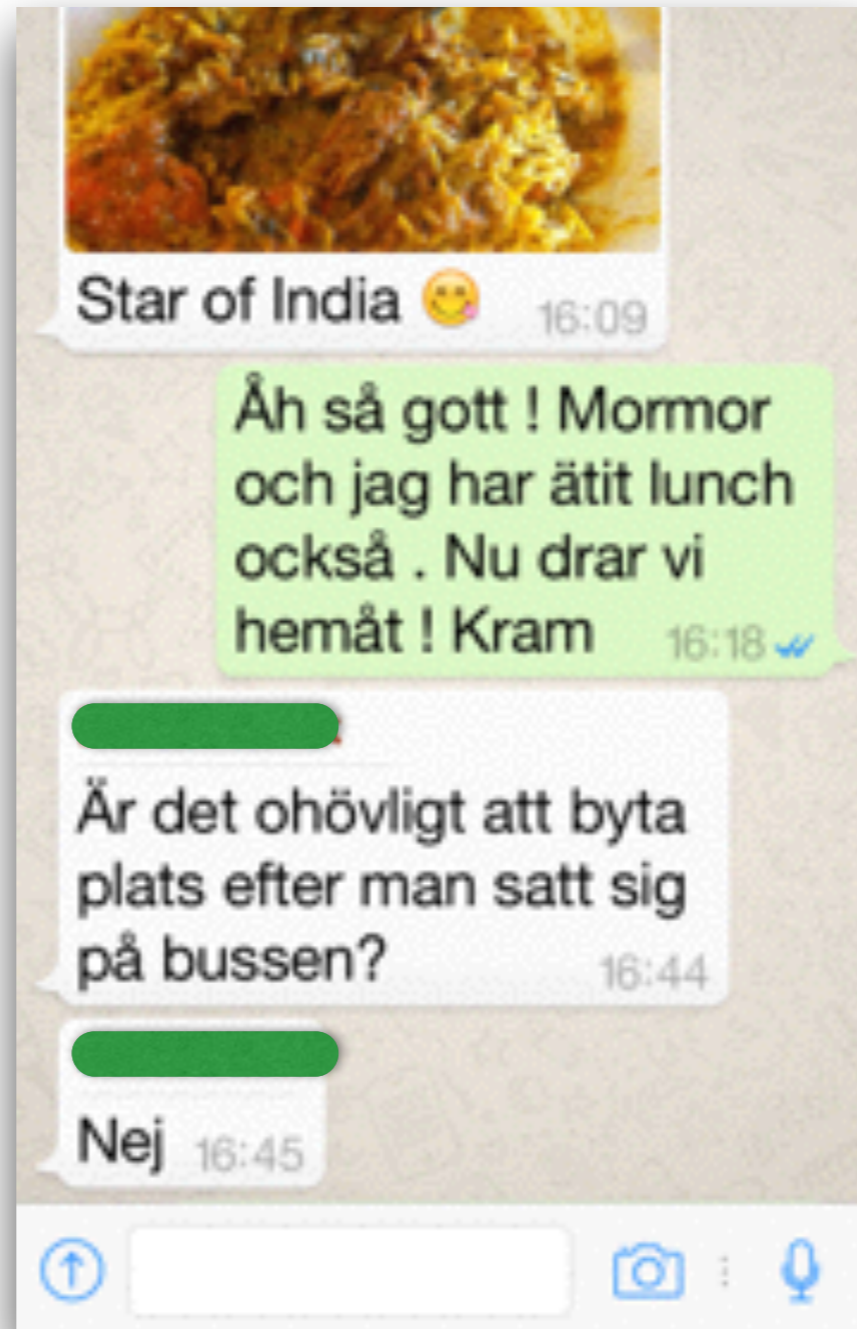 Star of India 😋 16:09
Åh så gott ! Mormor
och jag har ätit lunch
också . Nu drar vi
hemåt ! Kram 16:18
Är det ohövligt att byta
plats efter man satt sig
på bussen? 16:44
Nej 16:45